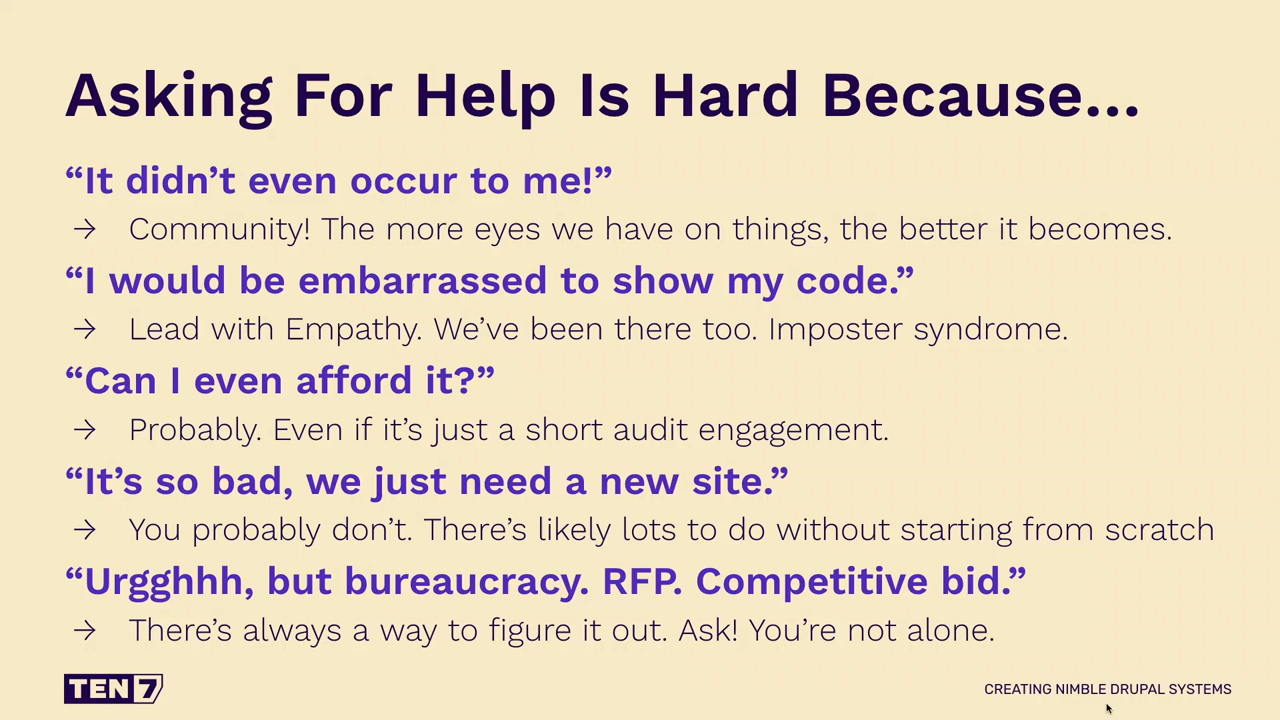 Asking For Help Is Hard Because...
“It didn’t even occur to me!”
→ Community! The more eyes we have on things, the better it becomes.
“I would be embarrassed to show my code.”
→ Lead with Empathy. We’ve been there too. Imposter syndrome.
“Can I even afford it?”
→ Probably. Even if it’s just a short audit engagement.
“It’s so bad, we just need a new site.”
→ You probably don’t. There’s likely lots to do without starting from scratch
“Urgghhh, but bureaucracy. RFP. Competitive bid.”
→ There’s always a way to figure it out. Ask! You’re not alone.
TEN7
CREATING NIMBLE DRUPAL SYSTEMS